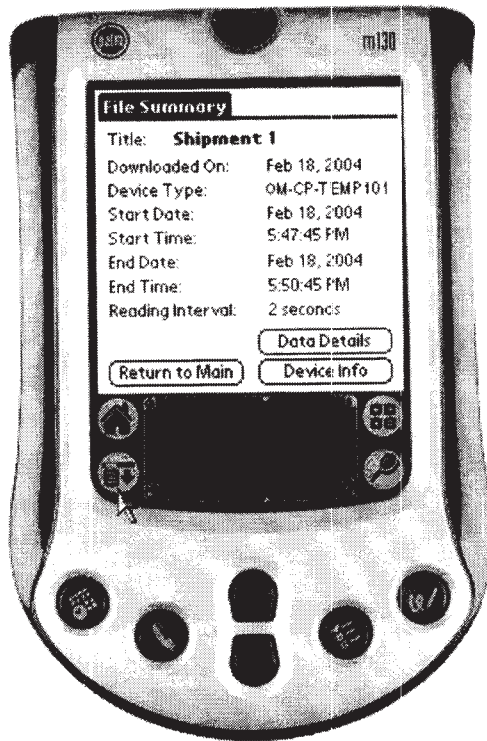 m130
File Summary
Title: Shipment 1
Downloaded On: Feb 18, 2004
Device Type: OM-CP-TEMP101
Start Date: Feb 18, 2004
Start Time: 5:47:45 PM
End Date: Feb 18, 2004
End Time: 5:50:45 PM
Reading Interval: 2 seconds
Data Details
Return to Main Device Info